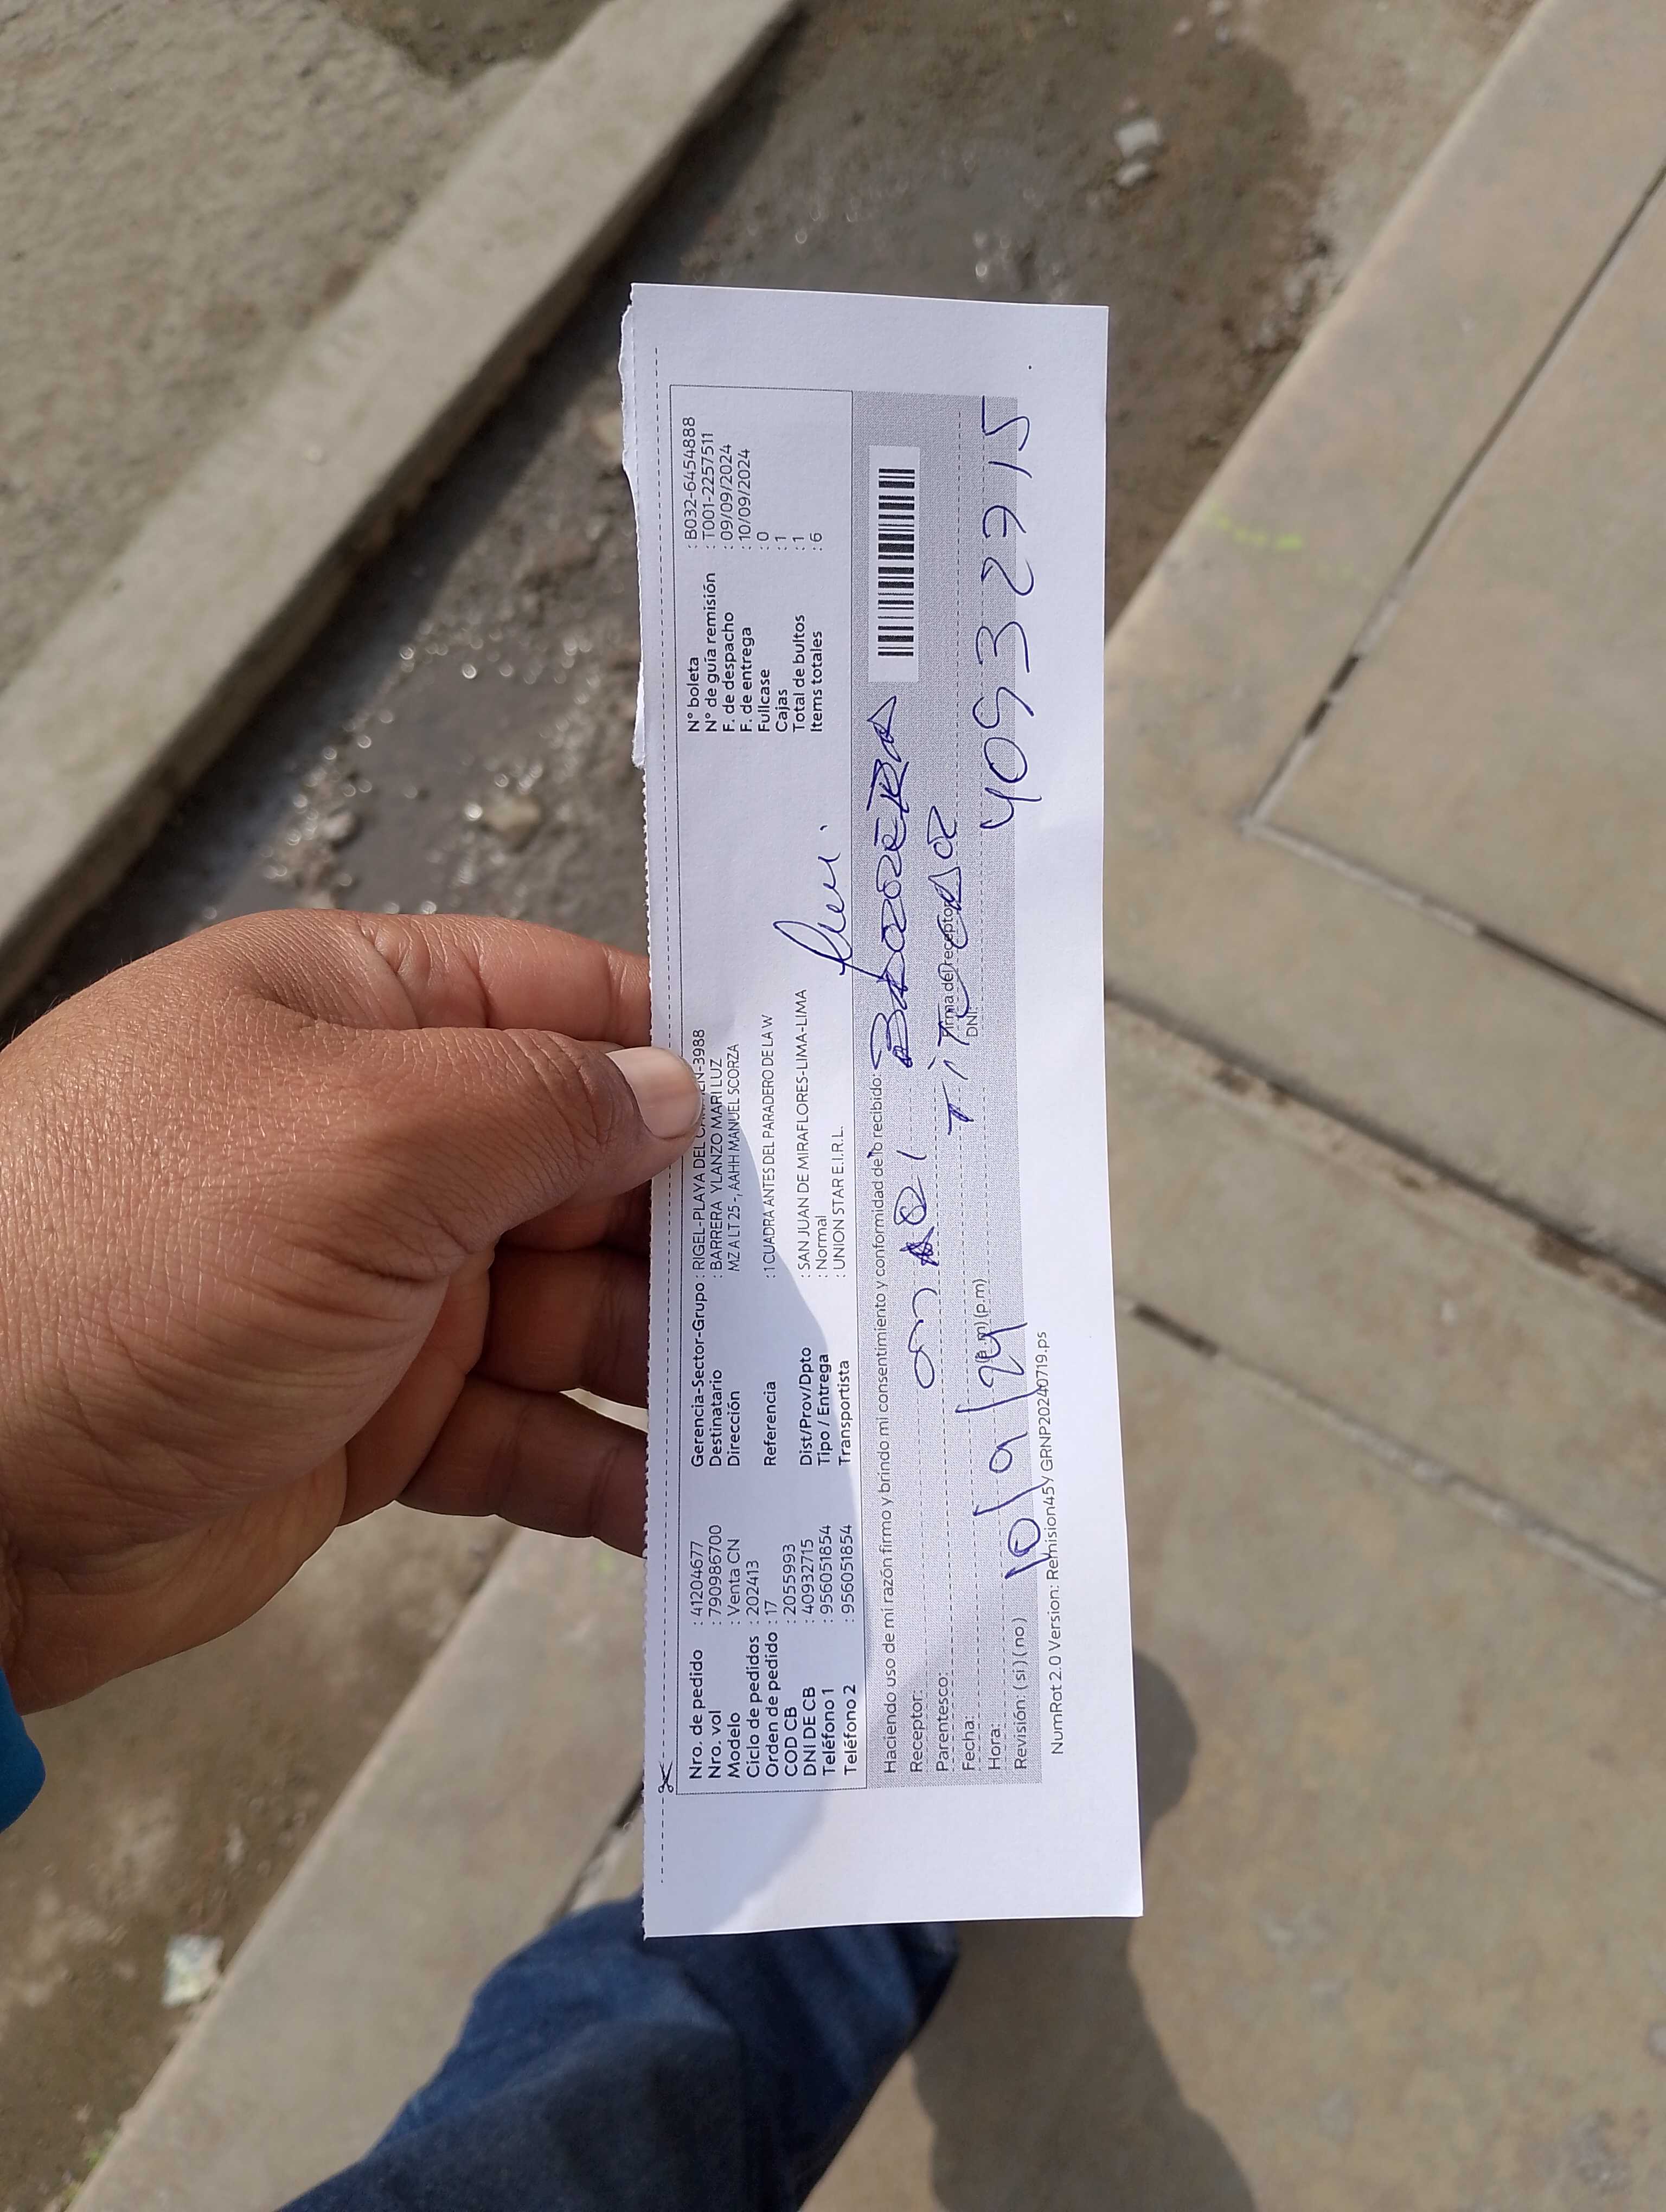 Nro. de pedido : 41204677
Nro. vol : 790986700
Modelo : Venta CN
Ciclo de pedidos : 202413
Orden de pedido : 17
COD CB : 2055993
DNI DE CB : 40932715
Teléfono 1 : 956051854
Teléfono 2 : 956051854
Gerencia-Sector-Grupo : RIGEL-PLAYA DEL -3988
Destinatario : BARRERA YLANZO MARI LUZ
Dirección MZ A LT 25 - , AAHH MANUEL SCORZA
Referencia : 1 CUADRA ANTES DEL PARADERO DE LA W
Dist/Prov/Dpto : SAN JUAN DE MIRAFLORES-LIMA-LIMA
Tipo / Entrega : Normal
Transportista : UNION STAR E.I.R.L.
N° boleta : B032-6454888
N° de guía remisión : T001-2257511
F. de despacho : 09/09/2024
F. de entrega : 10/09/2024
Fullcase : 0
Cajas : 1
Total de bultos : 1
Items totales : 6
Haciendo uso de mi razón firmo y brindo mi consentimiento y conformidad de lo recibido:
Receptor: MARI BARRERA
Parentesco: TiTULAR
Firma del receptor
Fecha: 10/9/24
DNI: 40932715
Hora: (a.m) (p.m)
Revisión: ( si ) ( no )
NumRot 2.0 Version: Remision45y GRNP20240719.ps